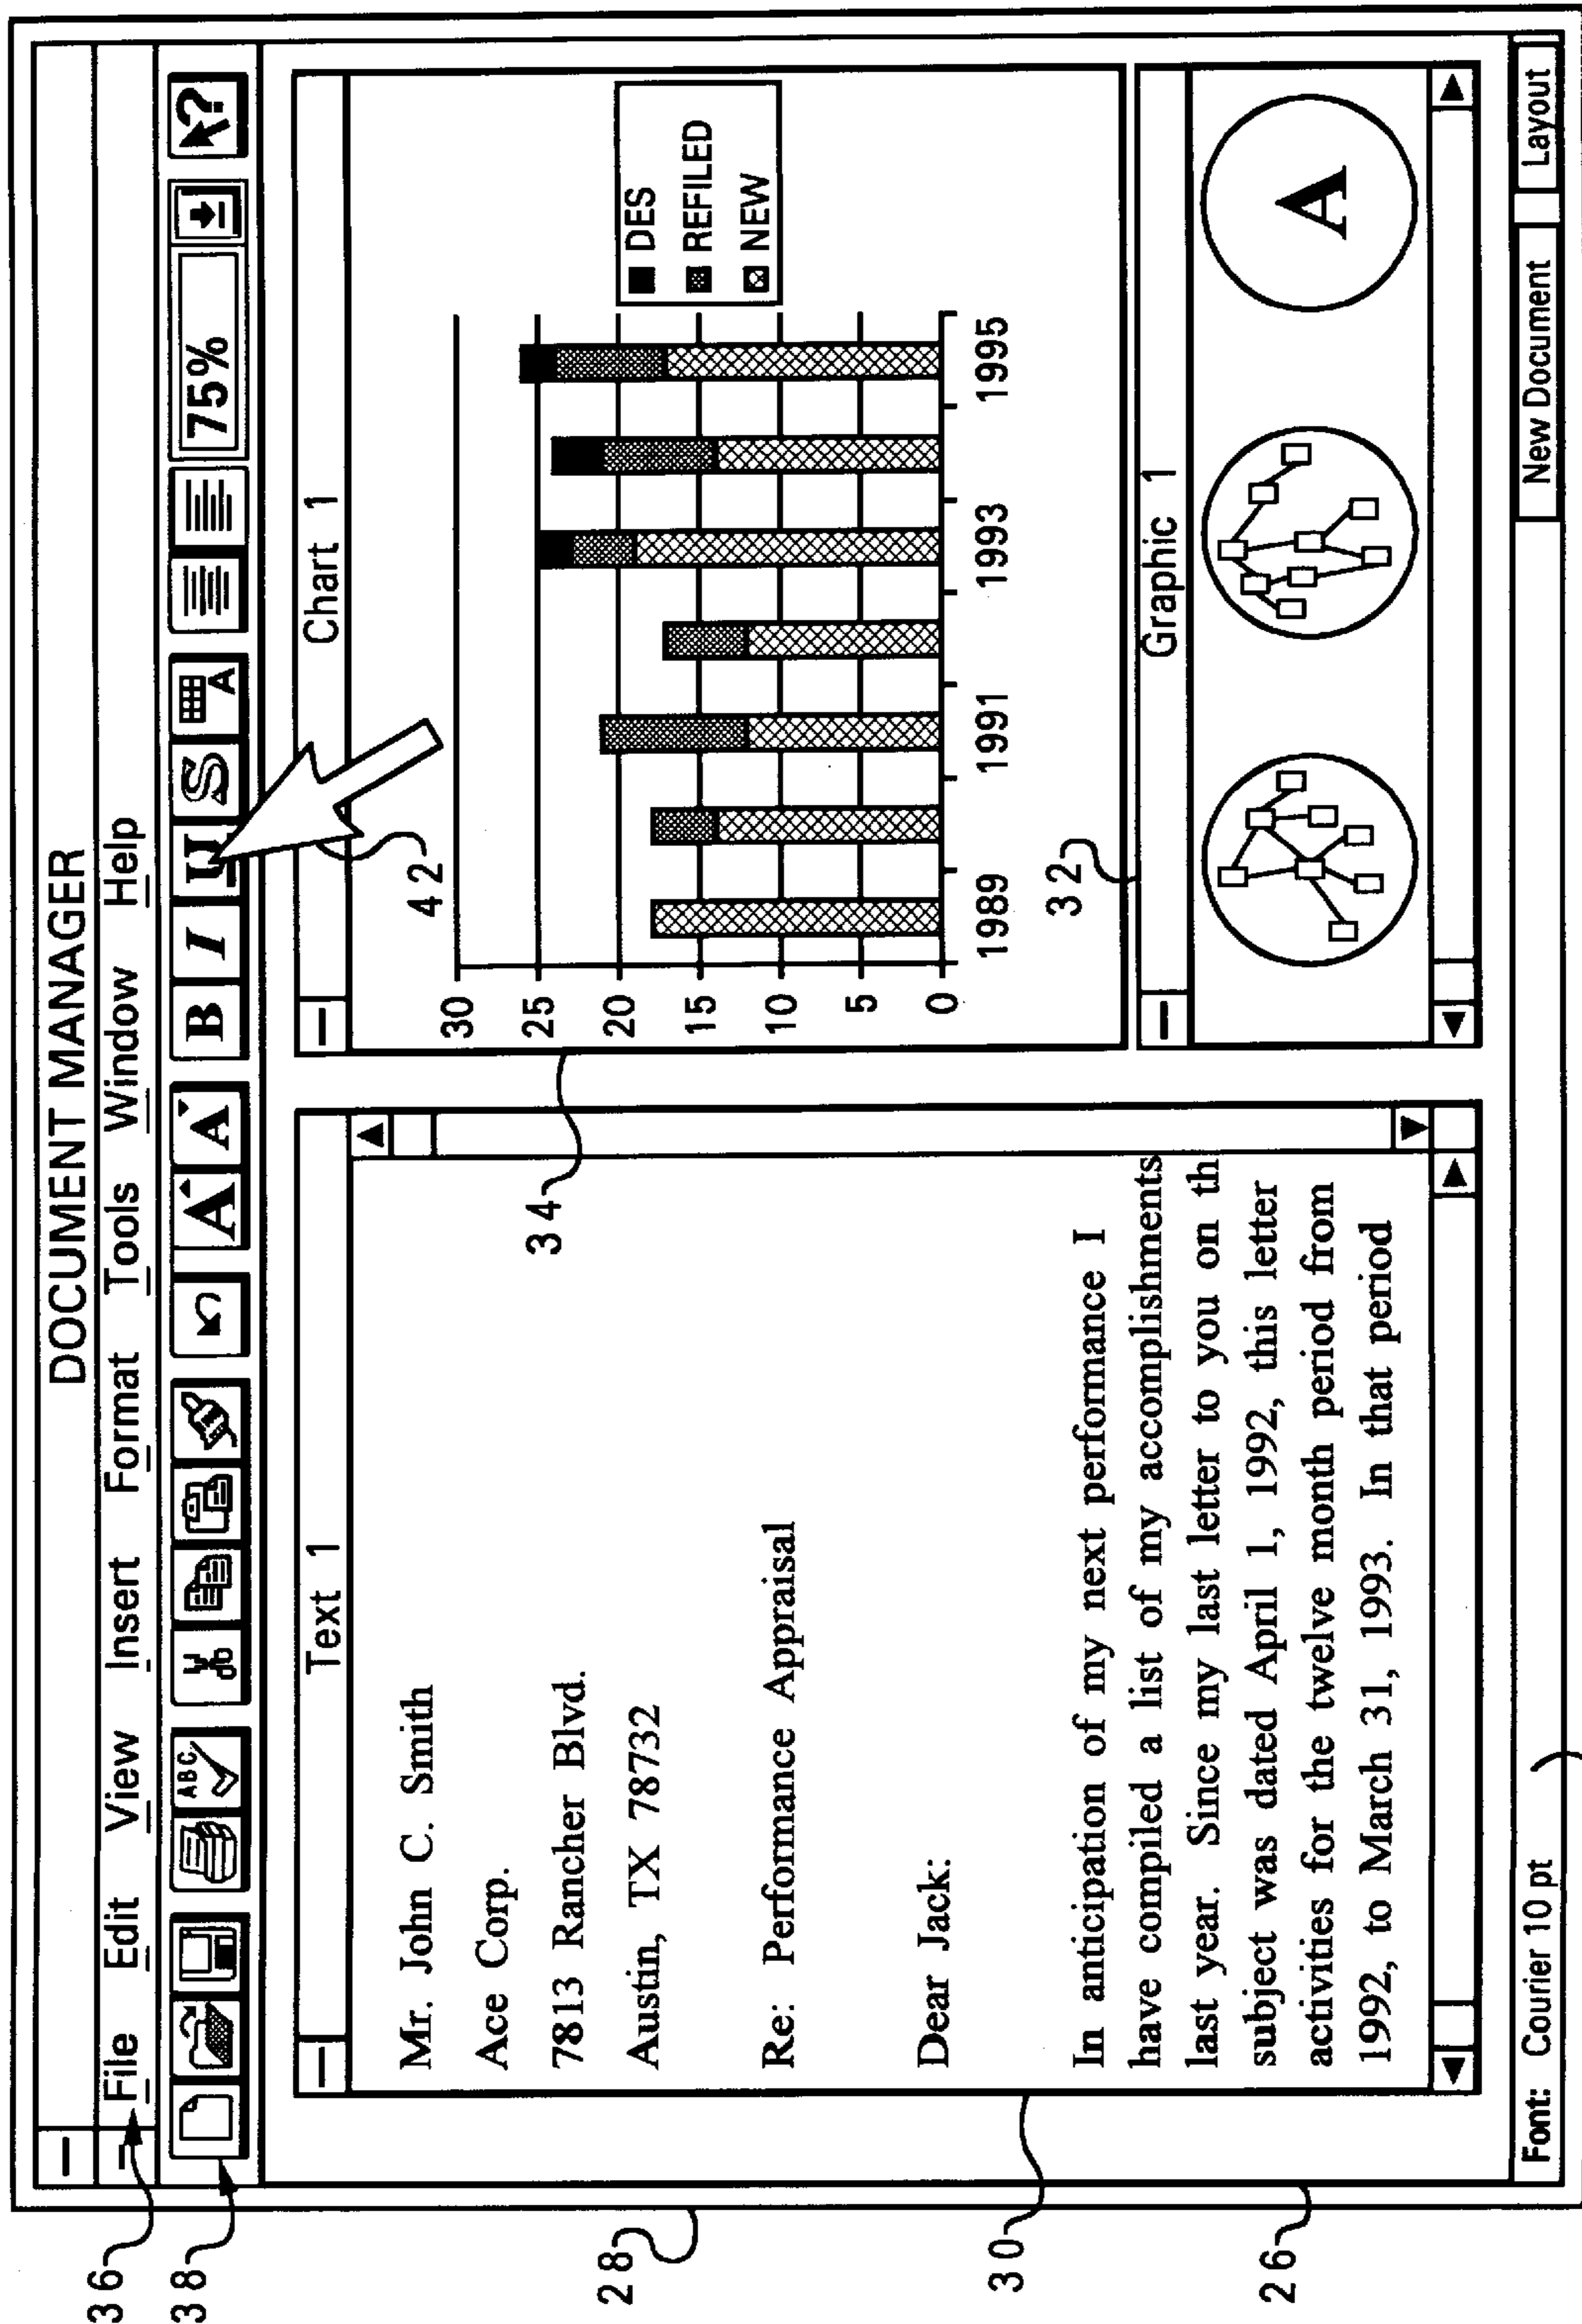 DOCUMENT MANAGER
File Edit View Insert Format Tools Window Help
36
38
ABC
A A B I U S A 75% ?
Text 1
Mr. John C. Smith
Ace Corp.
7813 Rancher Blvd.
Austin, TX 78732
Re: Performance Appraisal
Dear Jack:
In anticipation of my next performance I
have compiled a list of my accomplishments
last year. Since my last letter to you on th
subject was dated April 1, 1992, this letter
activities for the twelve month period from
1992, to March 31, 1993. In that period
28
30
26
34
Chart 1
42
30
25
20
15
10
5
0
1989 1991 1993 1995
DES
REFILED
NEW
32
Graphic 1
A
Font: Courier 10 pt
New Document
Layout